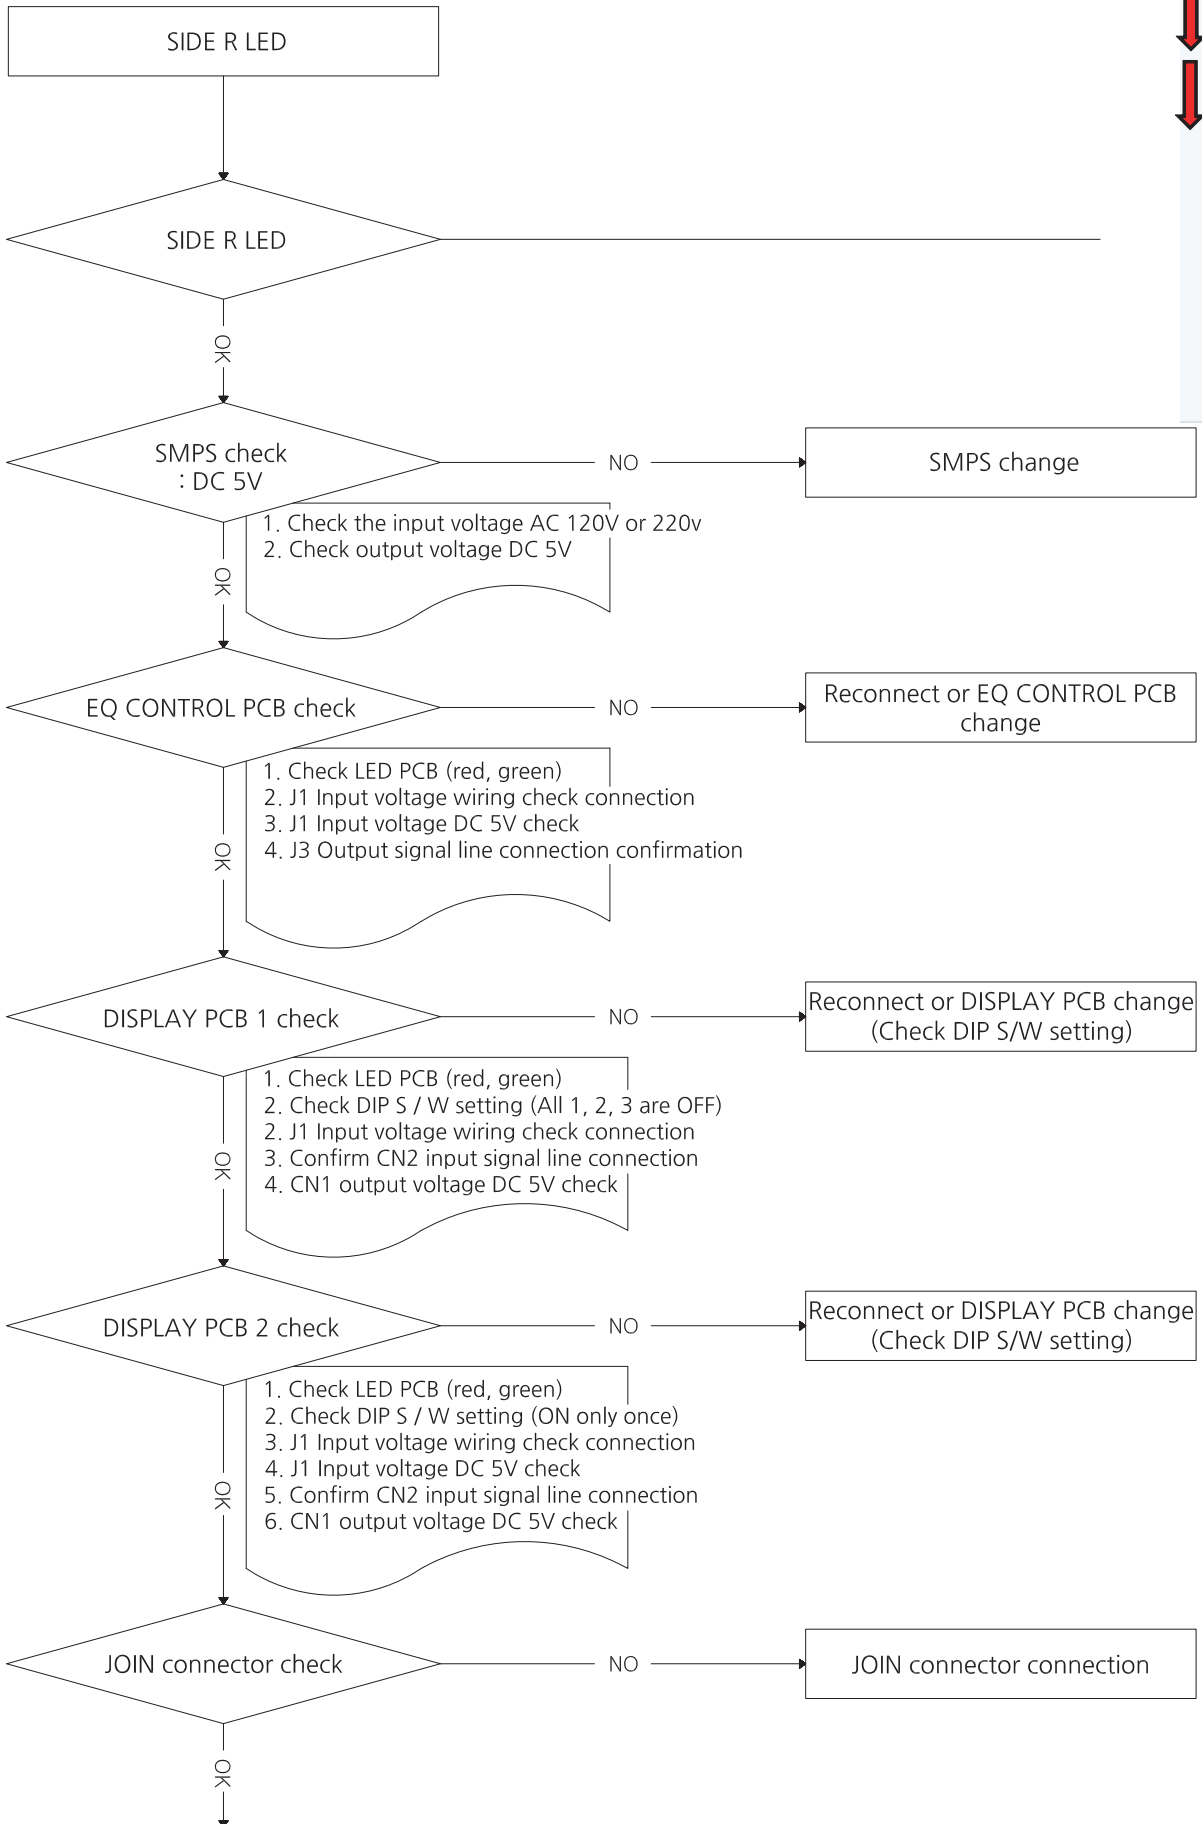 SIDE R LED
SIDE R LED
OK
SMPS check
: DC 5V
NO
SMPS change
1. Check the input voltage AC 120V or 220v
2. Check output voltage DC 5V
OK
EQ CONTROL PCB check
NO
Reconnect or EQ CONTROL PCB
change
1. Check LED PCB (red, green)
2. J1 Input voltage wiring check connection
3. J1 Input voltage DC 5V check
4. J3 Output signal line connection confirmation
OK
DISPLAY PCB 1 check
NO
Reconnect or DISPLAY PCB change
(Check DIP S/W setting)
1. Check LED PCB (red, green)
2. Check DIP S / W setting (All 1, 2, 3 are OFF)
2. J1 Input voltage wiring check connection
3. Confirm CN2 input signal line connection
4. CN1 output voltage DC 5V check
OK
DISPLAY PCB 2 check
NO
Reconnect or DISPLAY PCB change
(Check DIP S/W setting)
1. Check LED PCB (red, green)
2. Check DIP S / W setting (ON only once)
3. J1 Input voltage wiring check connection
4. J1 Input voltage DC 5V check
5. Confirm CN2 input signal line connection
6. CN1 output voltage DC 5V check
OK
JOIN connector check
NO
JOIN connector connection
OK